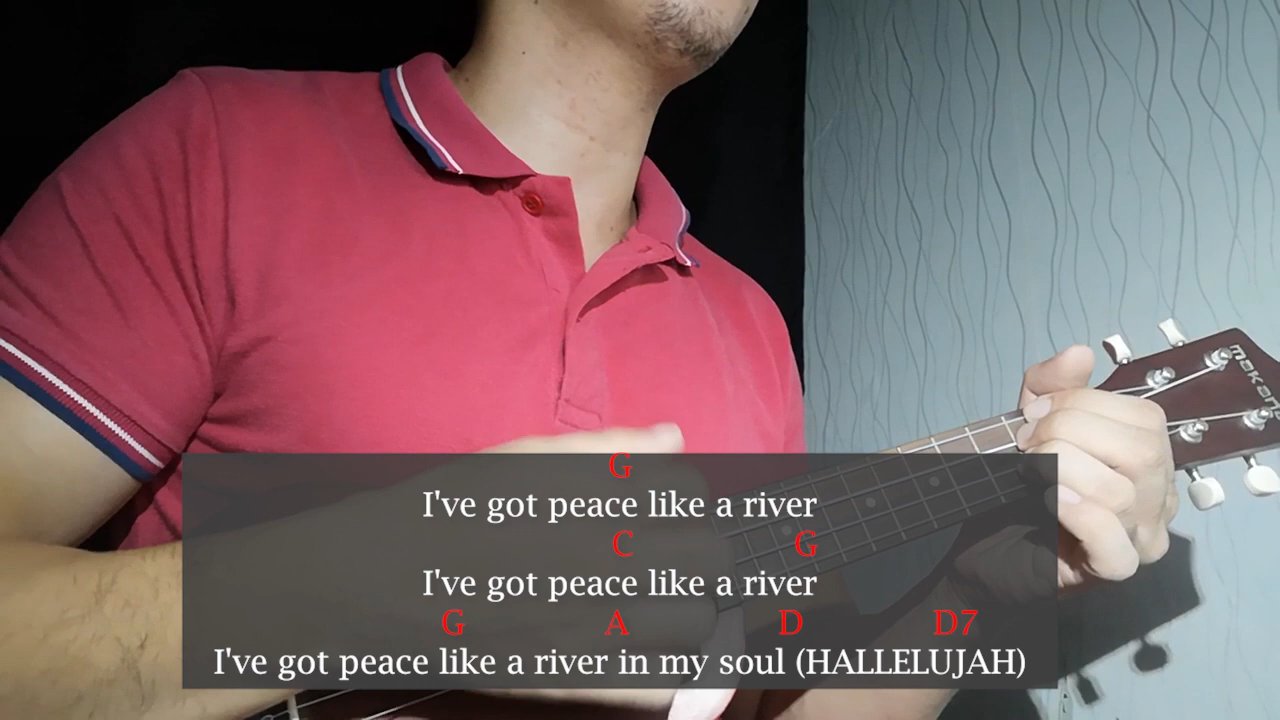 makan
G
I've got peace like a river
C G
I've got peace like a river
G A D D7
I've got peace like a river in my soul (HALLELUJAH)